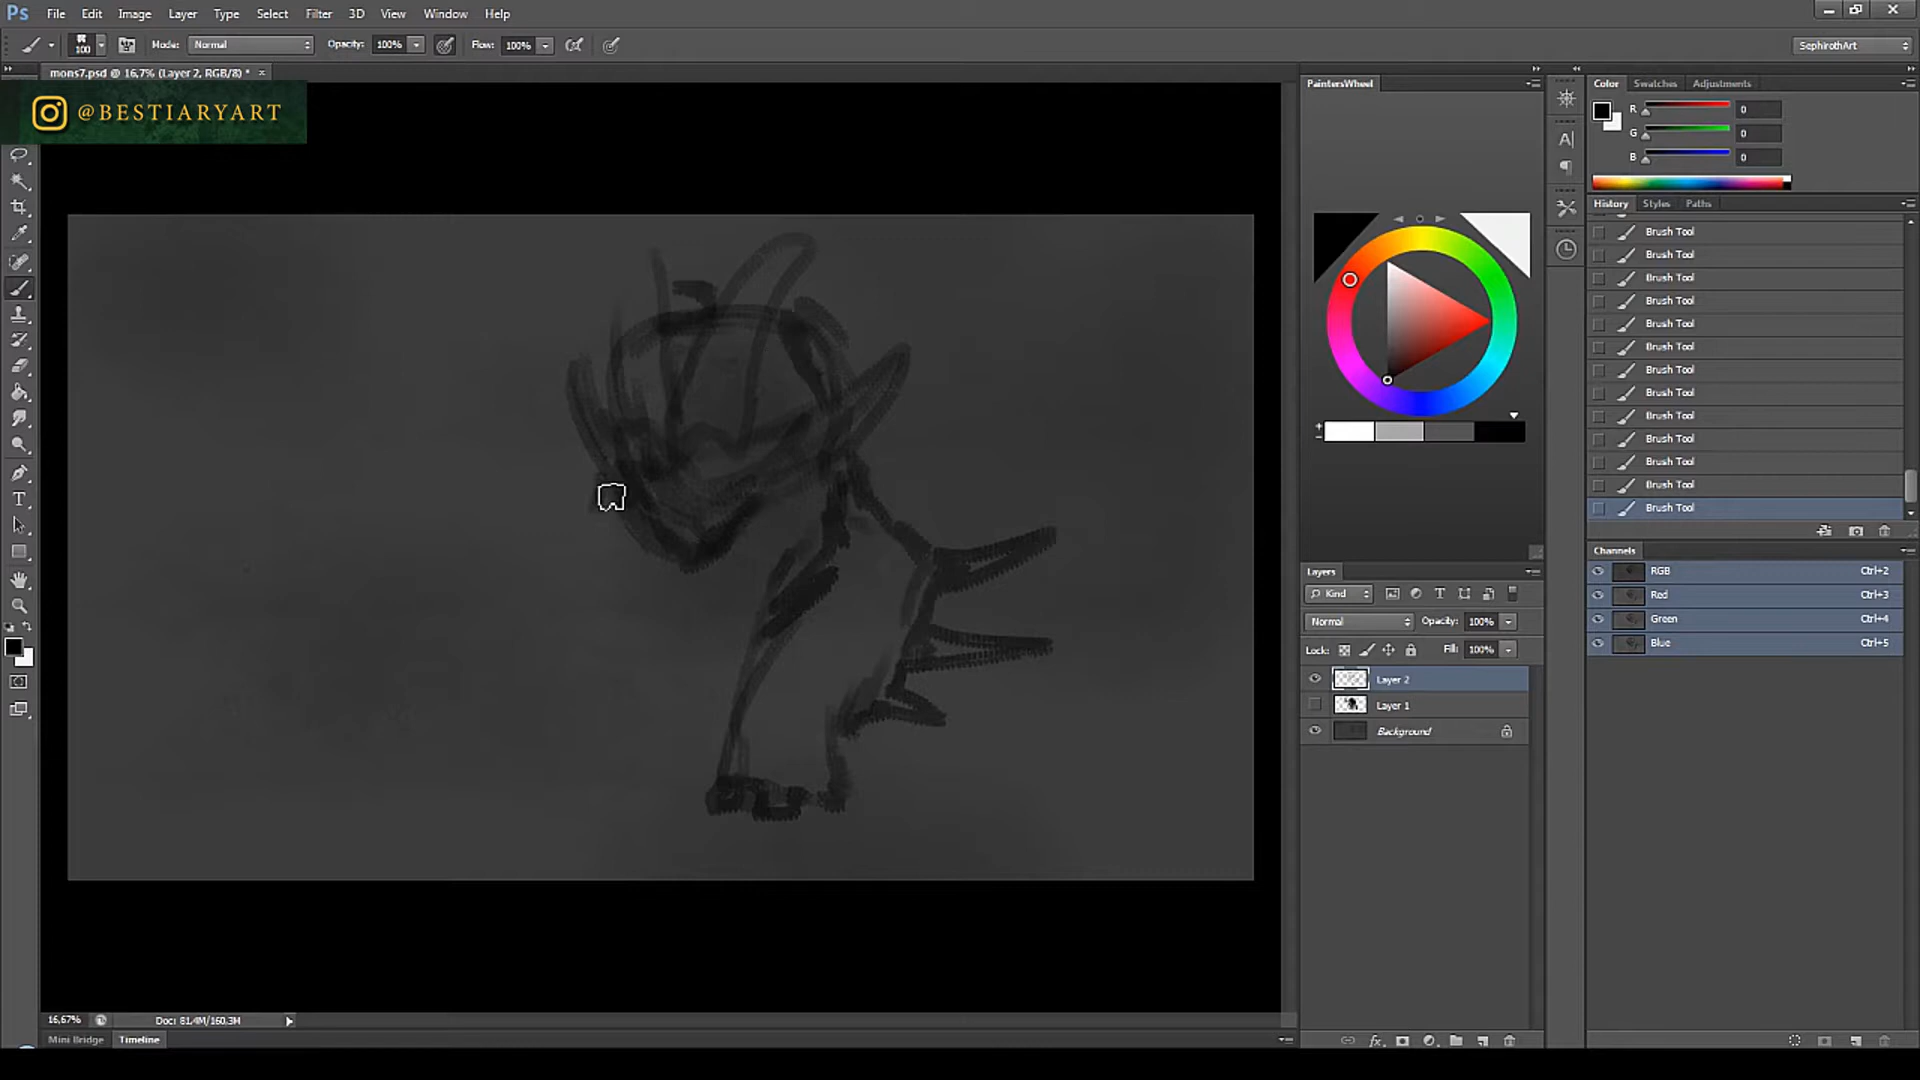 Ps File Edit Image Layer Type Select Filter 3D View Window Help
100 Mode: Normal Opacity: 100% Flow: 100% SephirothArt
mons7.psd @ 16,7% (Layer 2, RGB/8) *
@BESTIARYART
PaintersWheel
Color Swatches Adjustments
R 0
G 0
B 0
History Styles Paths
Brush Tool
Brush Tool
Brush Tool
Brush Tool
Brush Tool
Brush Tool
Brush Tool
Brush Tool
Brush Tool
Brush Tool
Brush Tool
Brush Tool
Brush Tool
Channels
RGB Ctrl+2
Red Ctrl+3
Green Ctrl+4
Blue Ctrl+5
Layers
Kind
Normal Opacity: 100%
Lock: Fill: 100%
Layer 2
Layer 1
Background
16,67% Doc: 81,4M/160,3M
Mini Bridge Timeline